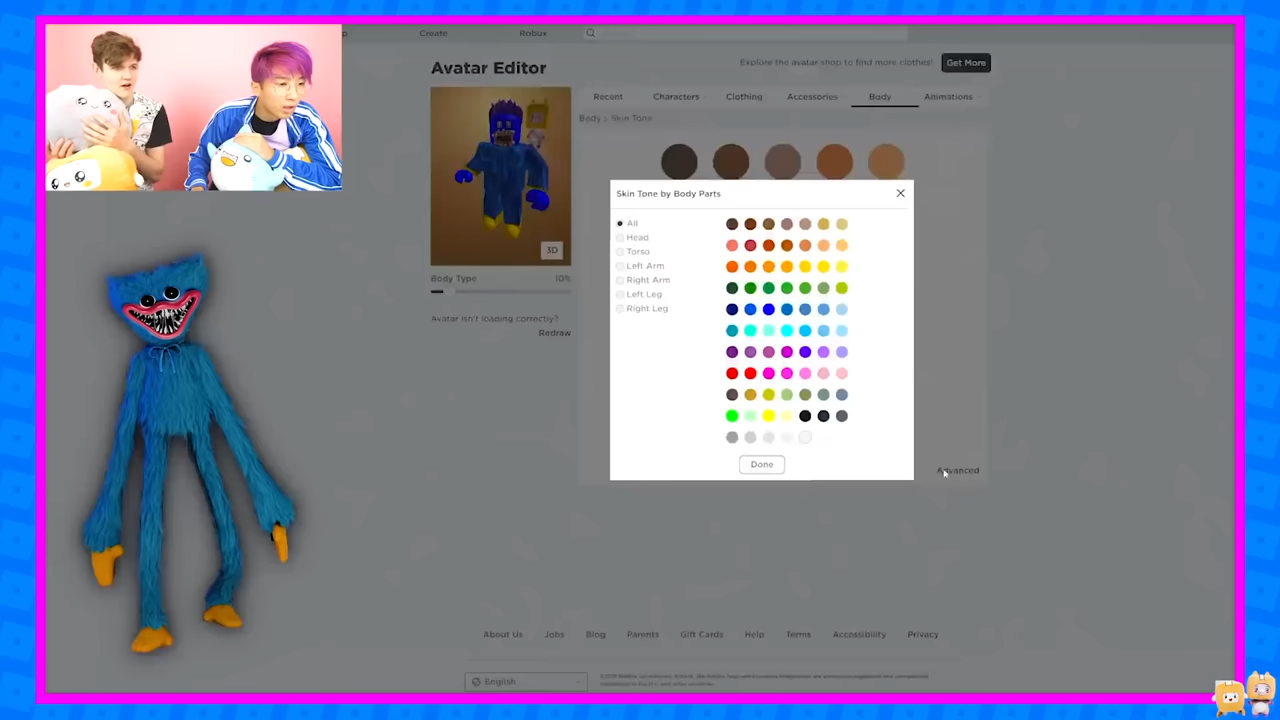 Create
Robux
Avatar Editor
Explore the avatar shop to find more clothes!
Get More
Recent
Characters
Clothing
Accessories
Body
Animations
Body > Skin Tone
3D
Body Type
10%
Avatar isn't loading correctly?
Redraw
Skin Tone by Body Parts
All
Head
Torso
Left Arm
Right Arm
Left Leg
Right Leg
Done
Advanced
About Us
Jobs
Blog
Parents
Gift Cards
Help
Terms
Accessibility
Privacy
English